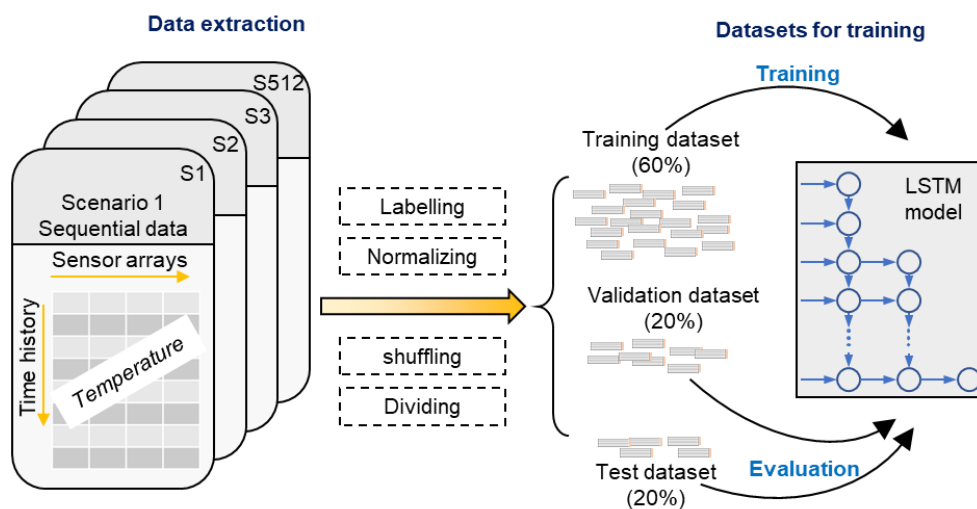 Data extraction
S512
S3
S2
S1
Scenario 1
Sequential data
Sensor arrays
Time history
Temperature
Labelling
Normalizing
shuffling
Dividing
Datasets for training
Training
Training dataset
(60%)
Validation dataset
(20%)
Test dataset
(20%)
Evaluation
LSTM
model